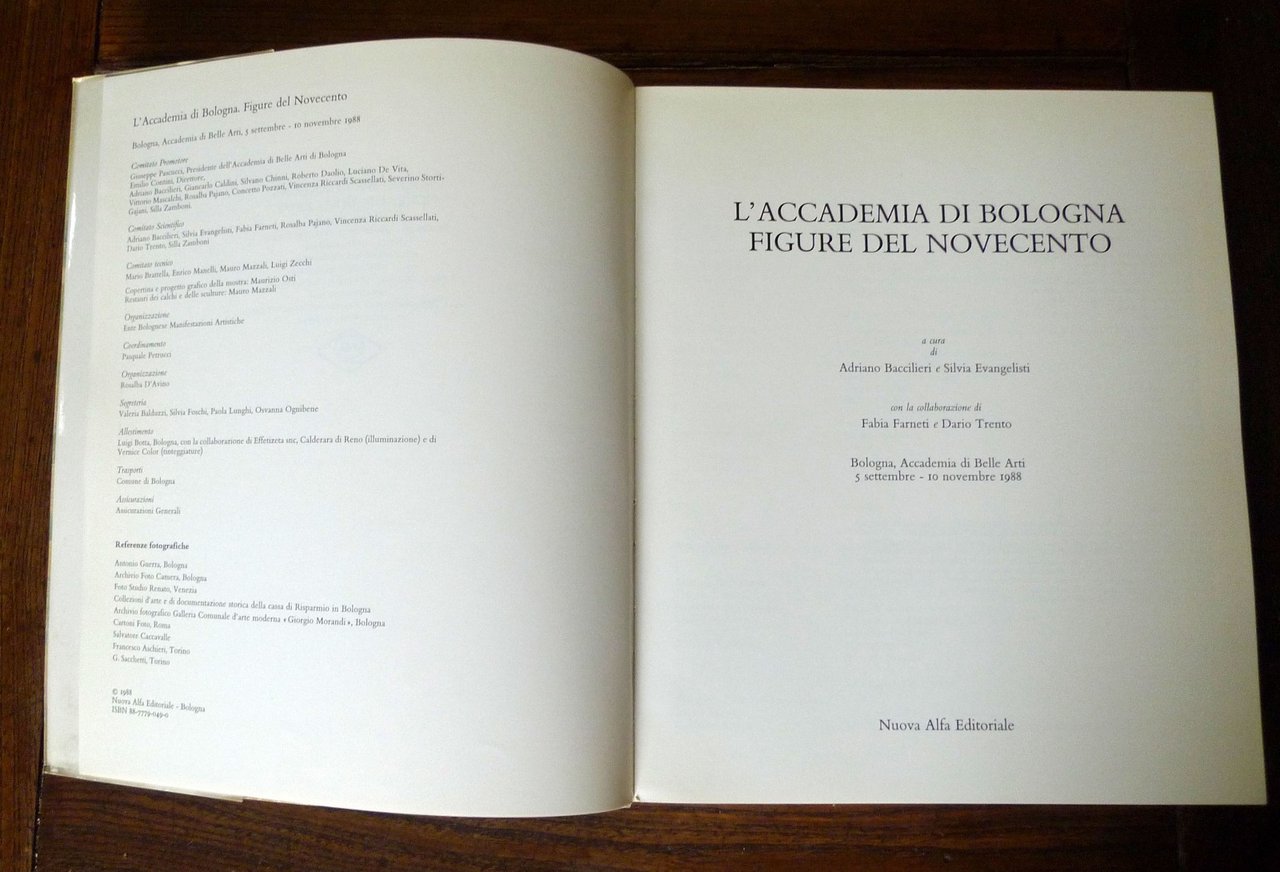 L'Accademia di Bologna. Figure del Novecento
Bologna, Accademia di Belle Arti, 5 settembre - 10 novembre 1988
Comitato Promotore
Giuseppe Pascucci, Presidente dell'Accademia di Belle Arti di Bologna
Emilio Contini, Direttore,
Adriano Baccilieri, Giancarlo Caldini, Silvano Chinni, Roberto Daolio, Luciano De Vita,
Vittorio Mascalchi, Rosalba Pajano, Concetto Pozzati, Vincenza Riccardi Scassellati, Severino Storti-
Gajani, Silla Zamboni.
Comitato Scientifico
Adriano Baccilieri, Silvia Evangelisti, Fabia Farneti, Rosalba Pajano, Vincenza Riccardi Scassellati,
Dario Trento, Silla Zamboni
Comitato tecnico
Mario Brattella, Enrico Manelli, Mauro Mazzali, Luigi Zecchi
Copertina e progetto grafico della mostra: Maurizio Osti
Restauri dei calchi e delle sculture: Mauro Mazzali
Organizzazione
Ente Bolognese Manifestazioni Artistiche
Coordinamento
Pasquale Petrucci
Organizzazione
Rosalba D'Avino
Segreteria
Valeria Balduzzi, Silvia Foschi, Paola Lunghi, Osvanna Ognibene
Allestimento
Luigi Botta, Bologna, con la collaborazione di Effetizeta snc, Calderara di Reno (illuminazione) e di
Vernice Color (tinteggiature)
Trasporti
Comune di Bologna
Assicurazioni
Assicurazioni Generali
Referenze fotografiche
Antonio Guerra, Bologna
Archivio Foto Camera, Bologna
Foto Studio Renato, Venezia
Collezioni d'arte e di documentazione storica della cassa di Risparmio in Bologna
Archivio fotografico Galleria Comunale d'arte moderna «Giorgio Morandi», Bologna
Cartoni Foto, Roma
Salvatore Caccavalle
Francesco Aschieri, Torino
G. Sacchetti, Torino
© 1988
Nuova Alfa Editoriale - Bologna
ISBN 88-7779-049-0
L'ACCADEMIA DI BOLOGNA
FIGURE DEL NOVECENTO
a cura
di
Adriano Baccilieri e Silvia Evangelisti
con la collaborazione di
Fabia Farneti e Dario Trento
Bologna, Accademia di Belle Arti
5 settembre - 10 novembre 1988
Nuova Alfa Editoriale